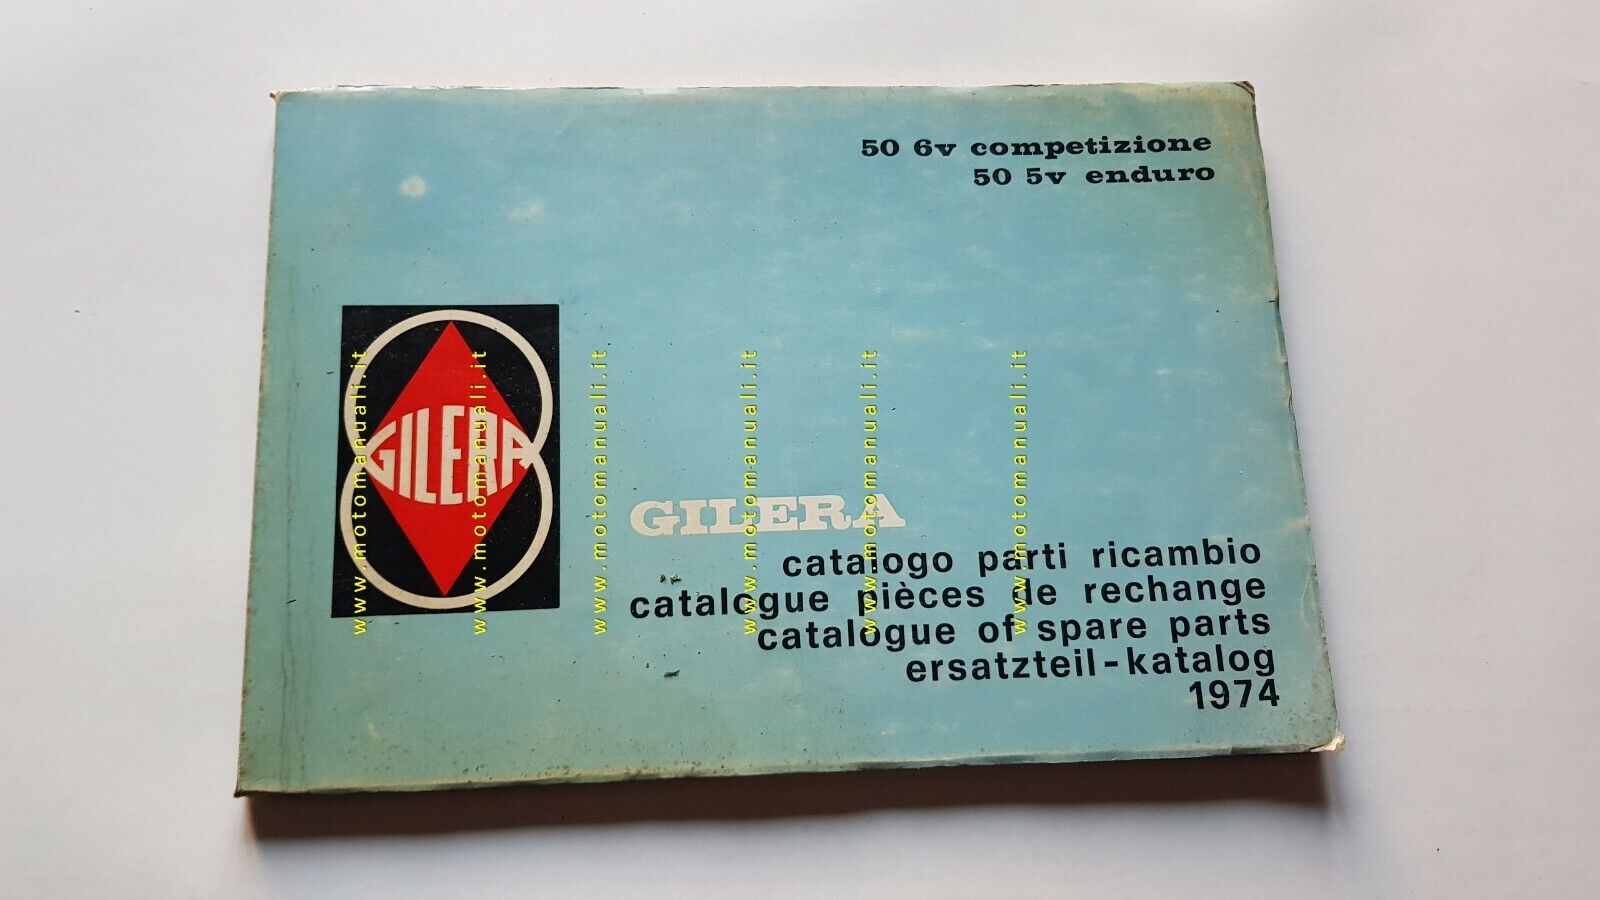 50 6v competizione
50 5v enduro
GILERA
GILERA
catalogo parti ricambio
catalogue pièces de rechange
catalogue of spare parts
ersatzteil-katalog
1974
www.motomanuali.it
www.motomanuali.it
www.motomanuali.it
www.motomanuali.it
www.motomanuali.it
www.motomanuali.it